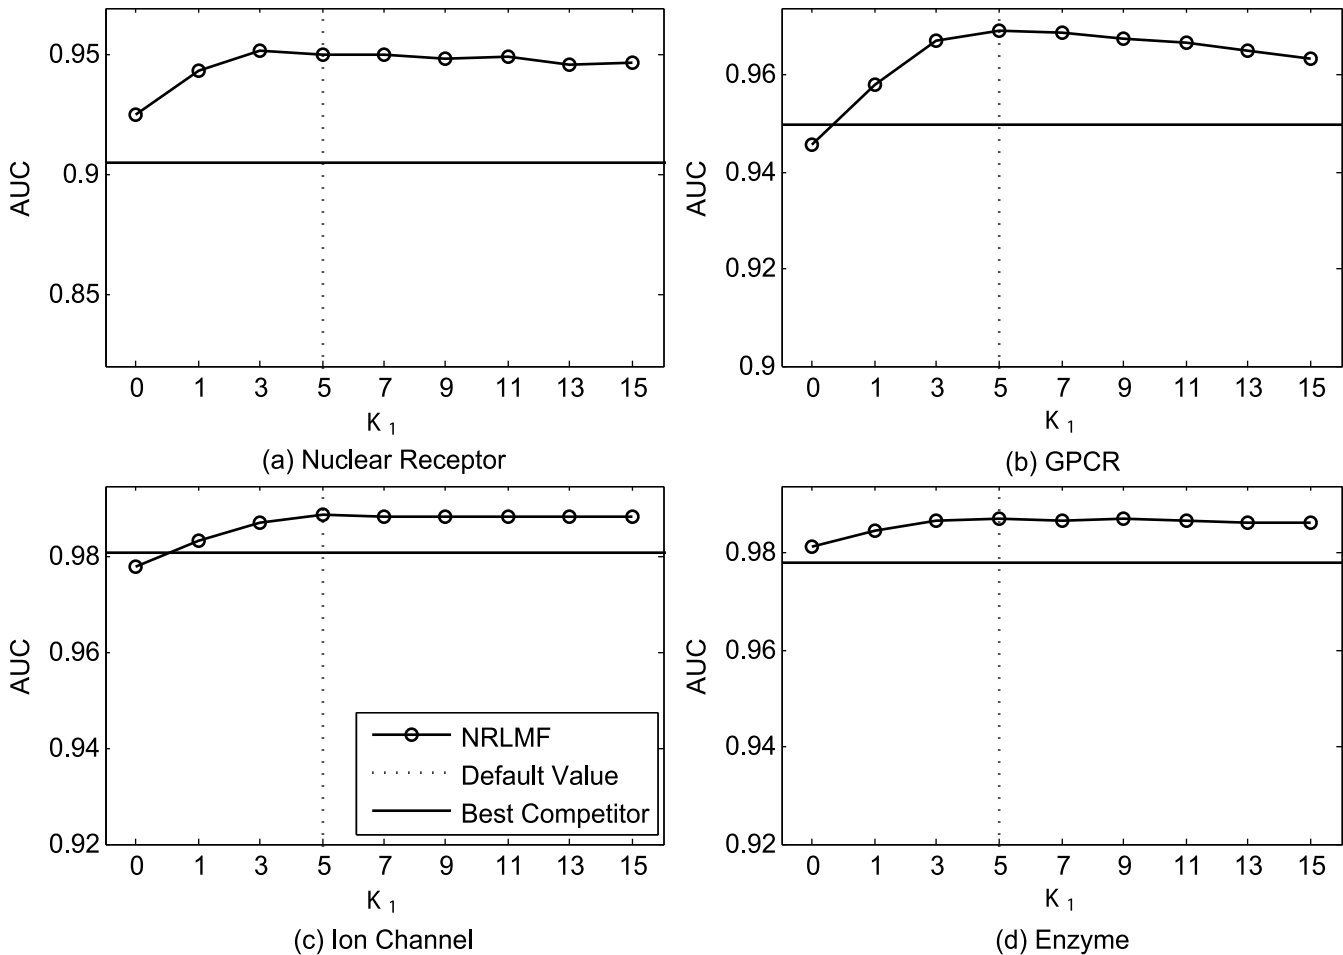 0.95
0.9
0.85
AUC
0 1 3 5 7 9 11 13 15
K 1
(a) Nuclear Receptor
0.96
0.94
0.92
0.9
AUC
0 1 3 5 7 9 11 13 15
K 1
(b) GPCR
0.98
0.96
0.94
0.92
AUC
NRLMF
Default Value
Best Competitor
0 1 3 5 7 9 11 13 15
K 1
(c) Ion Channel
0.98
0.96
0.94
0.92
AUC
0 1 3 5 7 9 11 13 15
K 1
(d) Enzyme